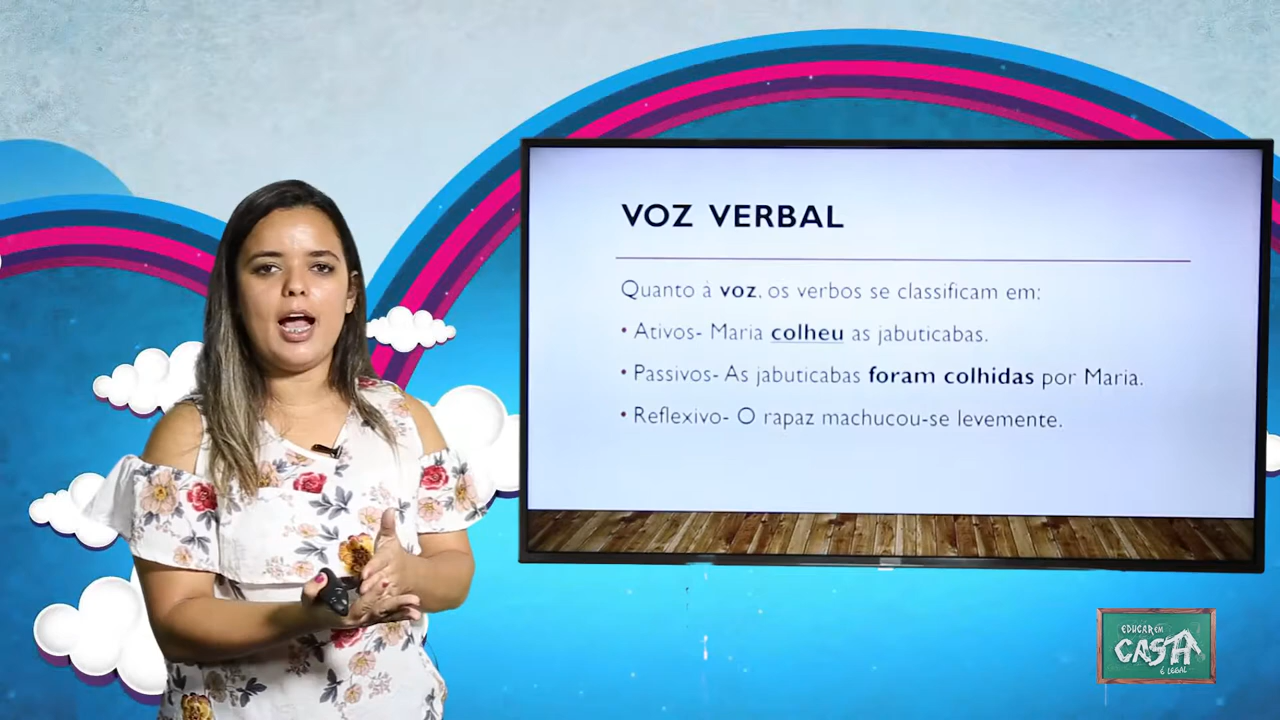 VOZ VERBAL
Quanto à voz, os verbos se classificam em:
• Ativos- Maria colheu as jabuticabas.
• Passivos- As jabuticabas foram colhidas por Maria.
• Reflexivo- O rapaz machucou-se levemente.
EDUCAR EM
CASA
É LEGAL